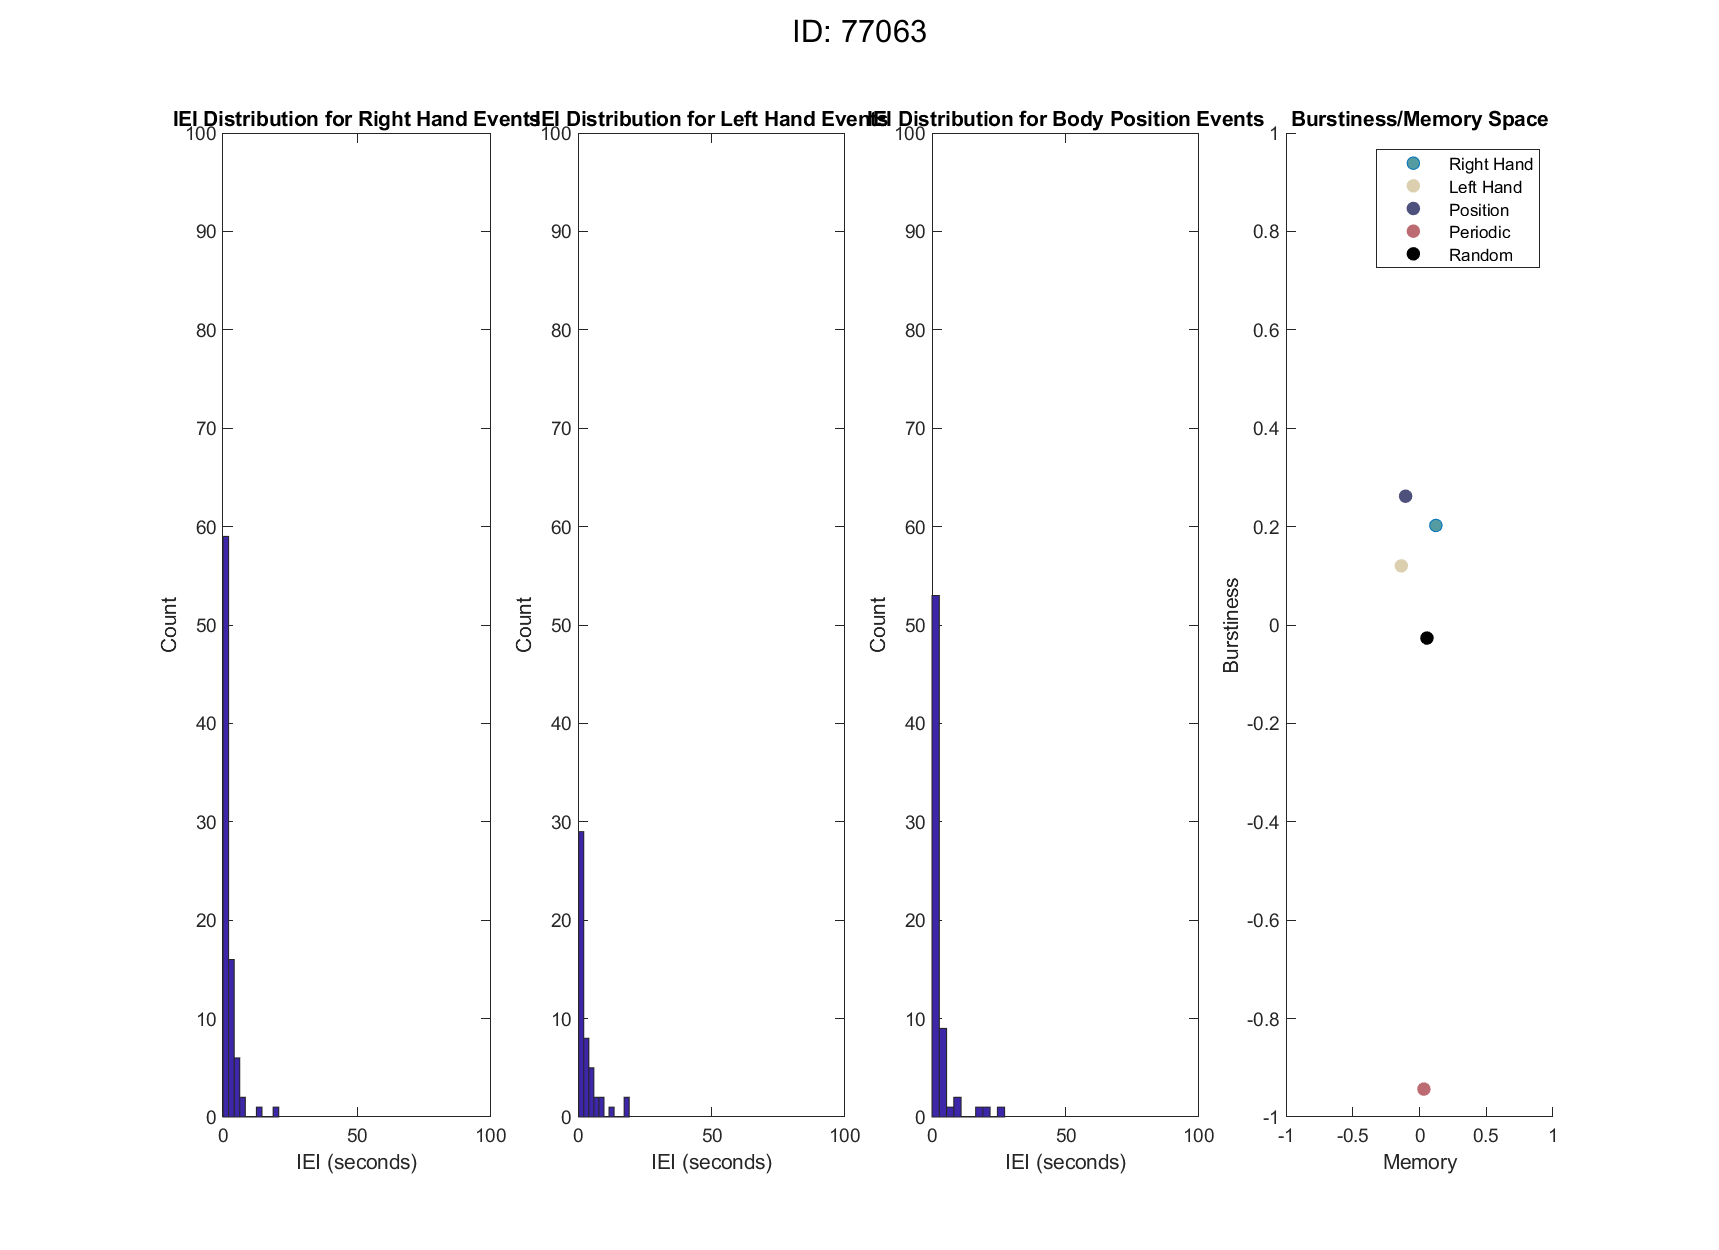 ID: 77063
IEI Distribution for Right Hand Events
100
90
80
70
60
50
40
30
20
10
0
Count
0 50 100
IEI (seconds)
IEI Distribution for Left Hand Events
100
90
80
70
60
50
40
30
20
10
0
Count
0 50 100
IEI (seconds)
IEI Distribution for Body Position Events
100
90
80
70
60
50
40
30
20
10
0
Count
0 50 100
IEI (seconds)
Burstiness/Memory Space
1
0.8
0.6
0.4
0.2
0
-0.2
-0.4
-0.6
-0.8
-1
Burstiness
-1 -0.5 0 0.5 1
Memory
Right Hand
Left Hand
Position
Periodic
Random